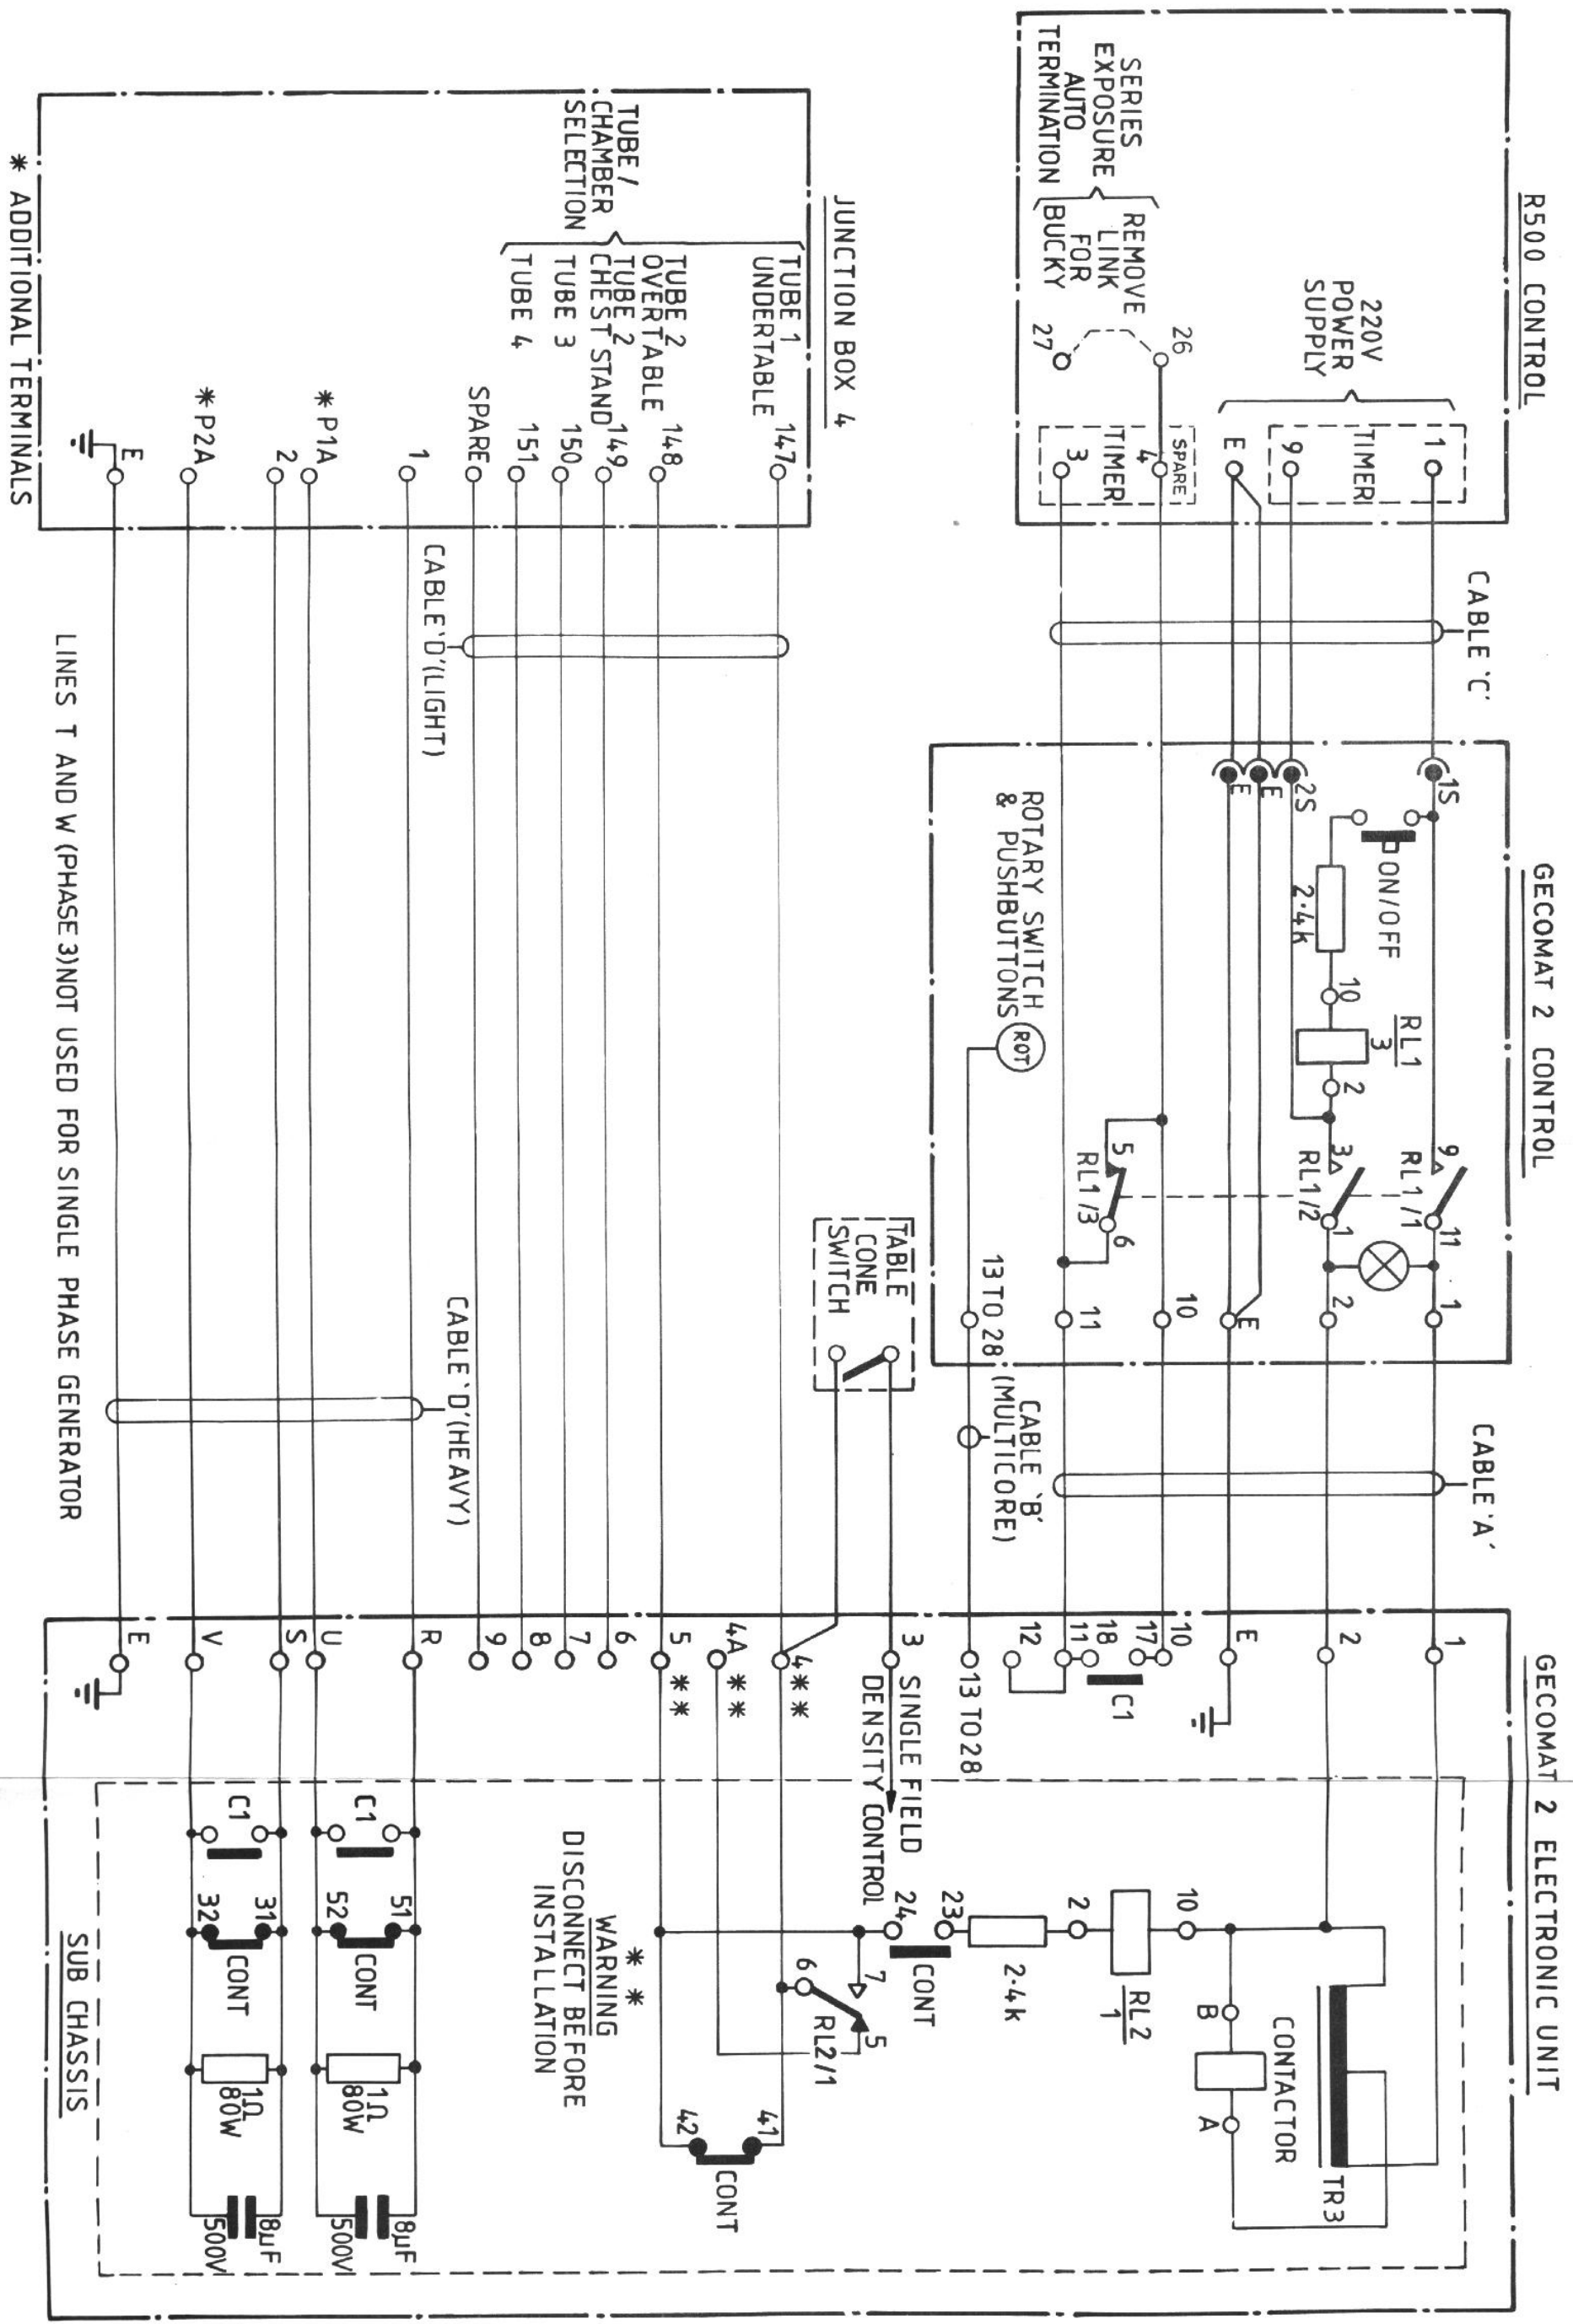 R500 CONTROL
220V
POWER
SUPPLY
SERIES
EXPOSURE
AUTO
TERMINATION
REMOVE
LINK
FOR
BUCKY
26
27
1
TIMER
9
E
SPARE
4
TIMER
3
CABLE 'C'
GECOMAT 2 CONTROL
1S
2S
E
E
ON/OFF
2·4k
10
RL1
3
2
9
RL1/1
11
3
RL1/2
1
1
2
E
5
RL1/3
6
10
11
ROTARY SWITCH
& PUSHBUTTONS
ROT
13 TO 28
CABLE 'A'
CABLE 'B'
(MULTICORE)
TABLE
CONE
SWITCH
GECOMAT 2 ELECTRONIC UNIT
1
2
E
10
17
18
11
12
C1
13 TO 28
3
SINGLE FIELD
DENSITY CONTROL
4**
4A**
5**
6
7
8
9
R
U
S
V
E
TR3
CONTACTOR
B
A
10
RL2
1
2
2·4k
23
24
CONT
7
6
5
RL2/1
41
42
CONT
**
WARNING
DISCONNECT BEFORE
INSTALLATION
C1
51
52
CONT
1Ω
80W
8µF
500V
C1
31
32
CONT
1Ω
80W
8µF
500V
SUB CHASSIS
JUNCTION BOX 4
TUBE /
CHAMBER
SELECTION
TUBE 1
UNDERTABLE 147
TUBE 2
OVERTABLE 148
TUBE 2
CHEST STAND 149
TUBE 3 150
TUBE 4 151
SPARE
1
*P1A
2
*P2A
E
CABLE 'D'(LIGHT)
CABLE 'D'(HEAVY)
* ADDITIONAL TERMINALS
LINES T AND W (PHASE 3) NOT USED FOR SINGLE PHASE GENERATOR